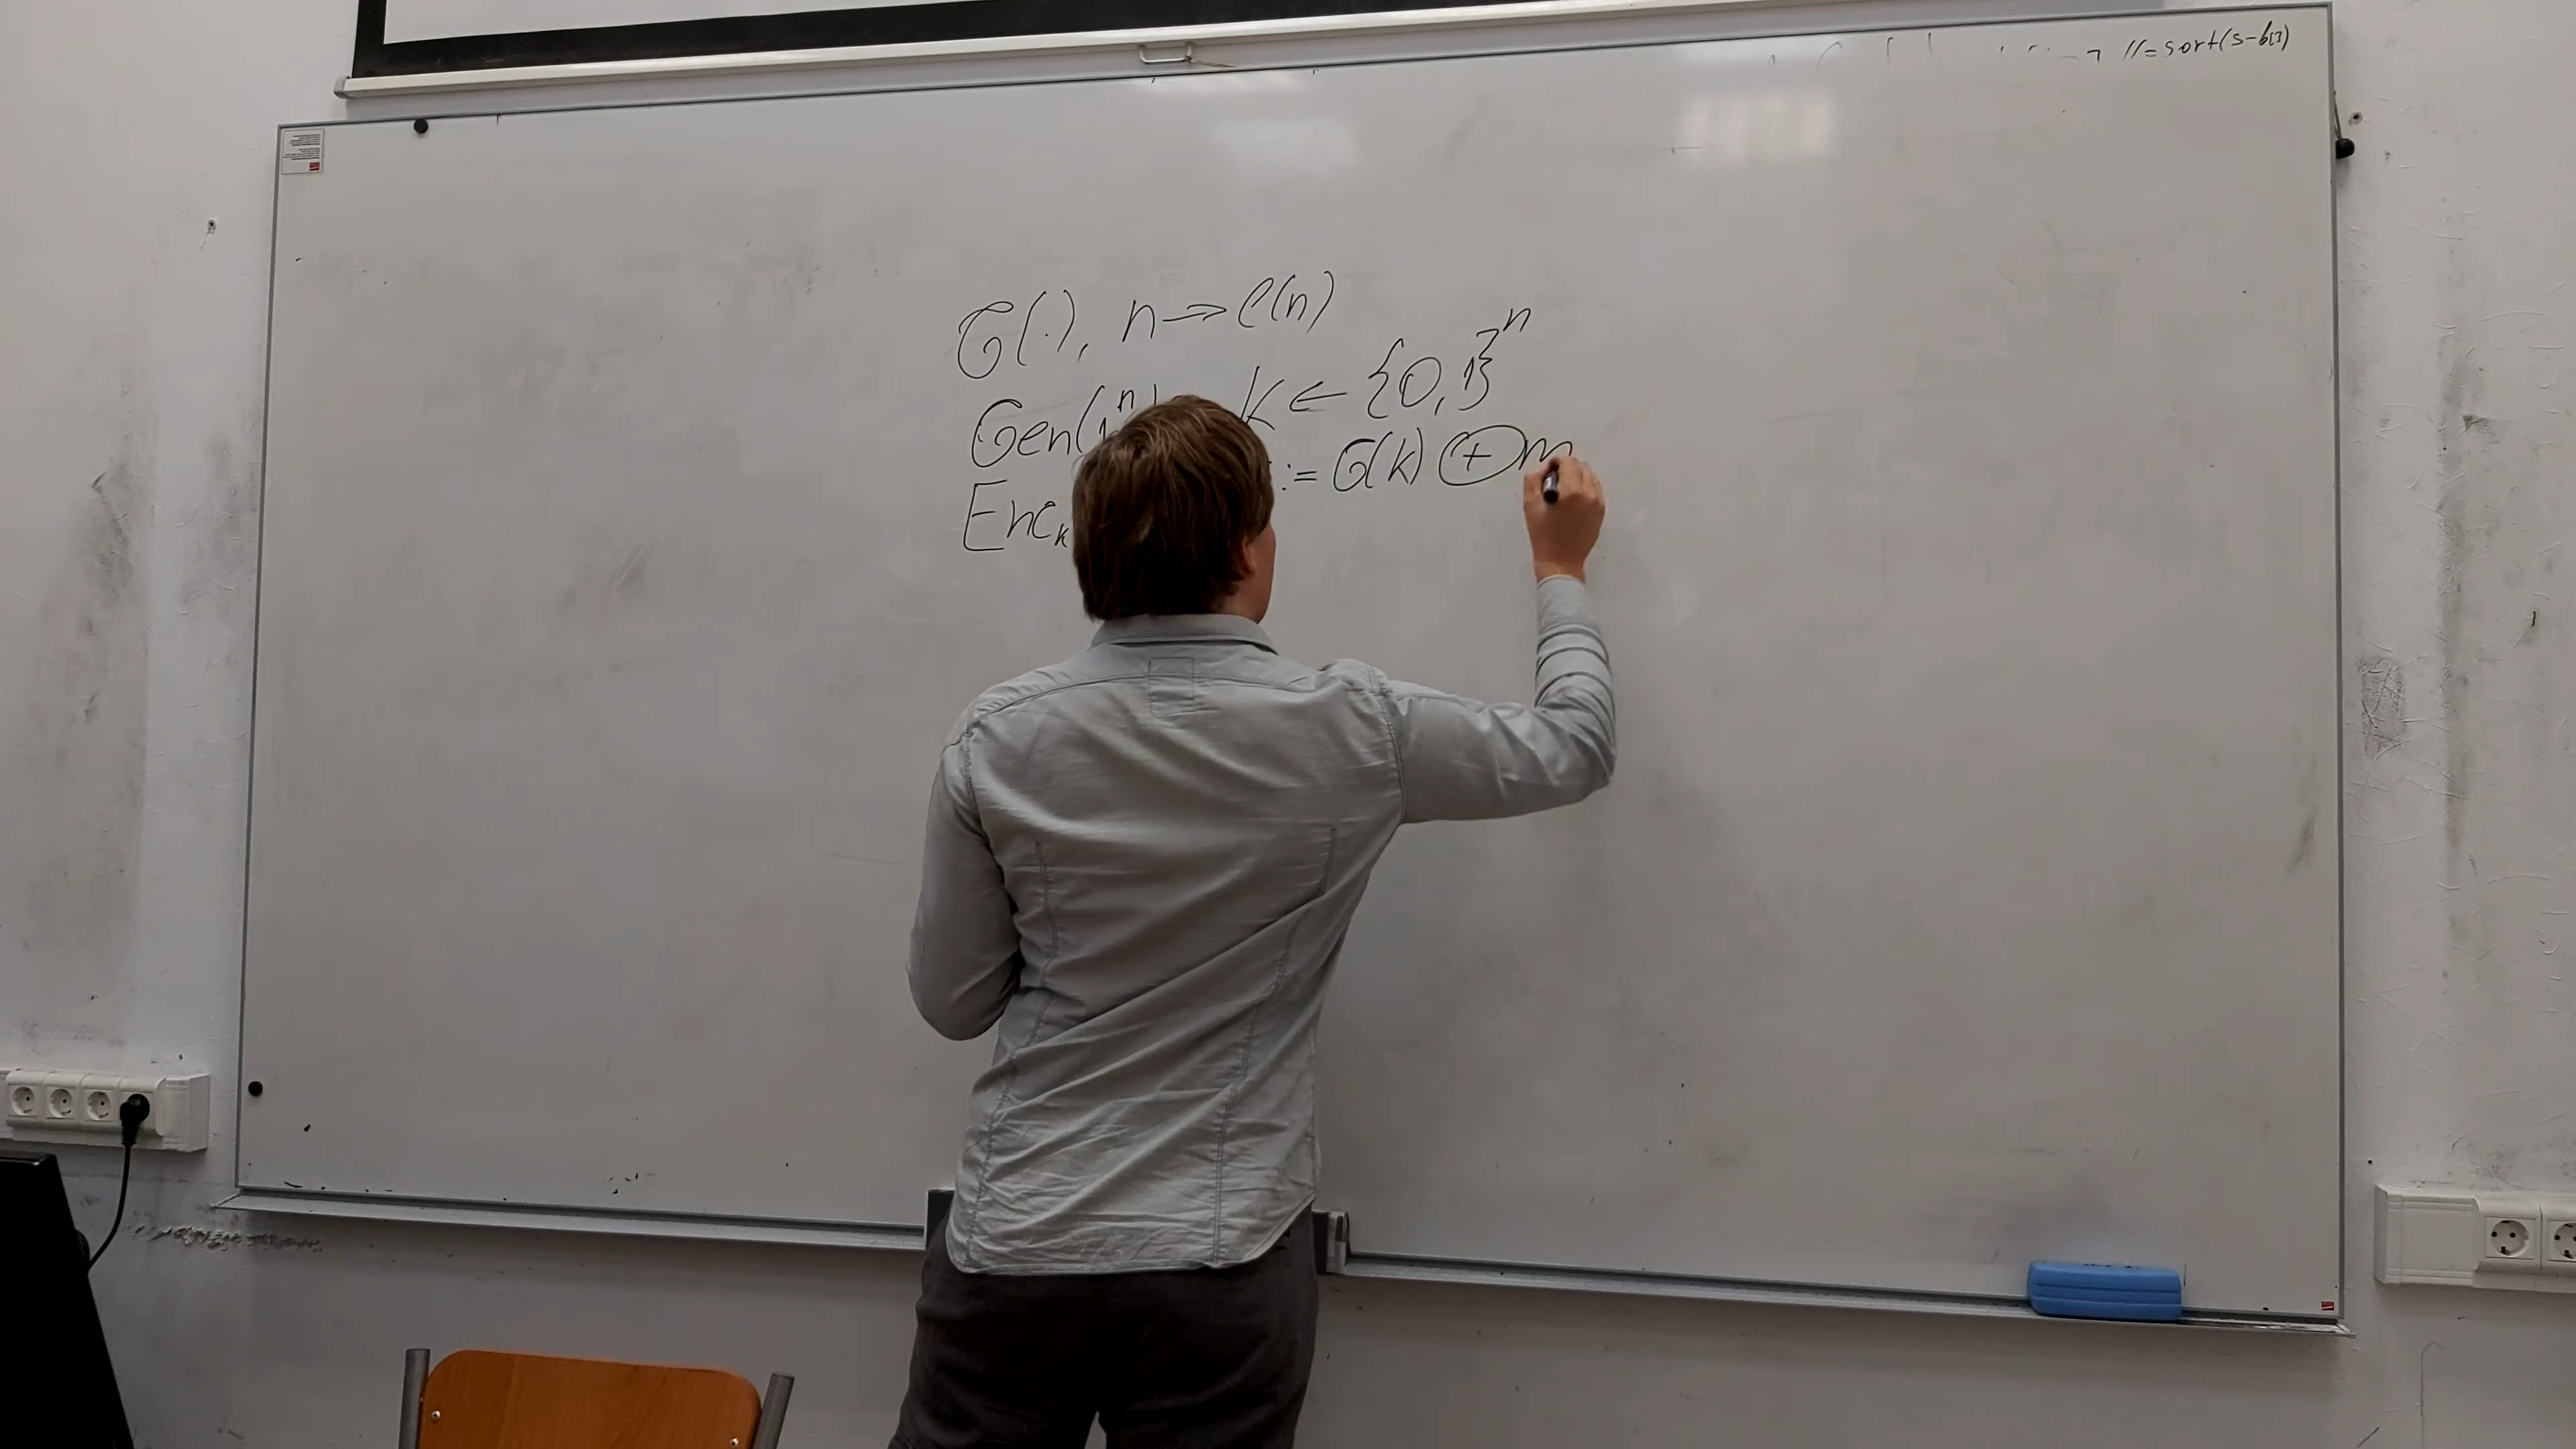 //=sort(s-b[i])
G(·), n → ℓ(n)
Gen(1ⁿ) k ← {0,1}ⁿ
Encₖ := G(k) ⊕ m